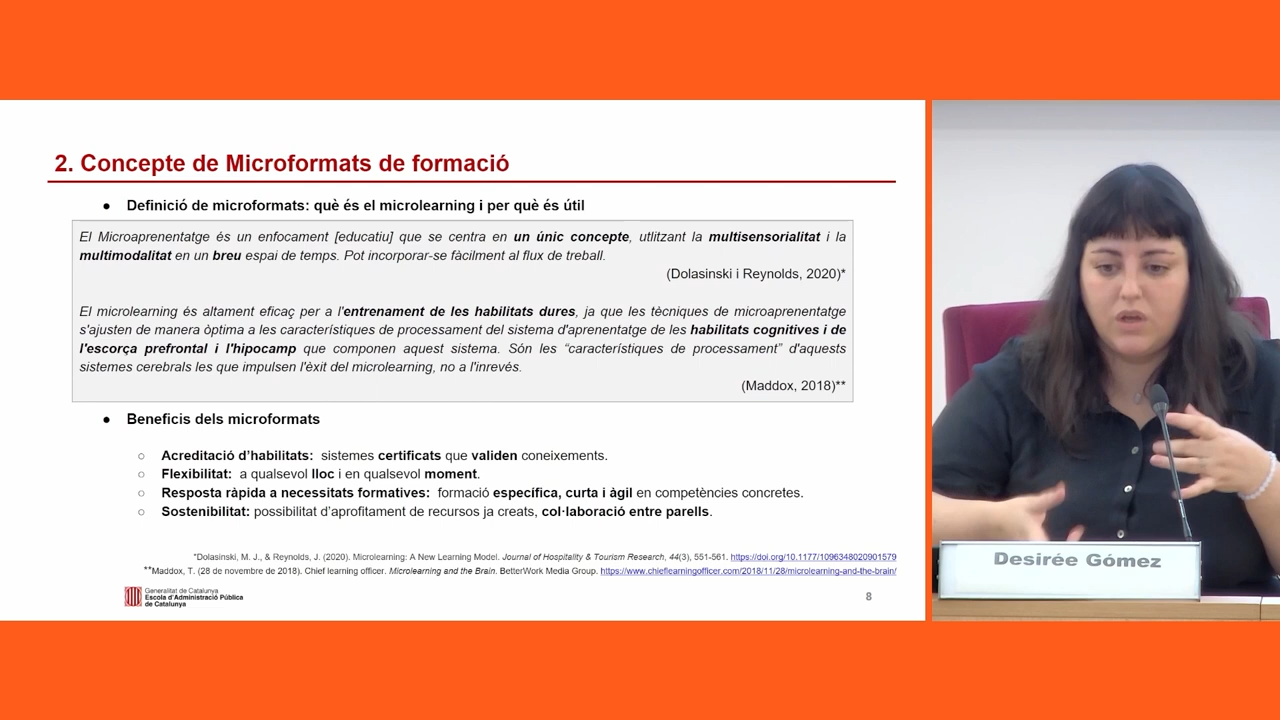 2. Concepte de Microformats de formació
● Definició de microformats: què és el microlearning i per què és útil
El Microaprenentatge és un enfocament [educatiu] que se centra en un únic concepte, utlitzant la multisensorialitat i la
multimodalitat en un breu espai de temps. Pot incorporar-se fàcilment al flux de treball.
(Dolasinski i Reynolds, 2020)*
El microlearning és altament eficaç per a l'entrenament de les habilitats dures, ja que les tècniques de microaprenentatge
s'ajusten de manera òptima a les característiques de processament del sistema d'aprenentatge de les habilitats cognitives i de
l'escorça prefrontal i l'hipocamp que componen aquest sistema. Són les “característiques de processament” d'aquests
sistemes cerebrals les que impulsen l'èxit del microlearning, no a l'inrevés.
(Maddox, 2018)**
● Beneficis dels microformats
○ Acreditació d’habilitats: sistemes certificats que validen coneixements.
○ Flexibilitat: a qualsevol lloc i en qualsevol moment.
○ Resposta ràpida a necessitats formatives: formació específica, curta i àgil en competències concretes.
○ Sostenibilitat: possibilitat d’aprofitament de recursos ja creats, col·laboració entre parells.
*Dolasinski, M. J., & Reynolds, J. (2020). Microlearning: A New Learning Model. Journal of Hospitality & Tourism Research, 44(3), 551-561. https://doi.org/10.1177/1096348020901579
**Maddox, T. (28 de novembre de 2018). Chief learning officer. Microlearning and the Brain. BetterWork Media Group. https://www.chieflearningofficer.com/2018/11/28/microlearning-and-the-brain/
Generalitat de Catalunya
Escola d'Administració Pública
de Catalunya
8
Desirée Gómez